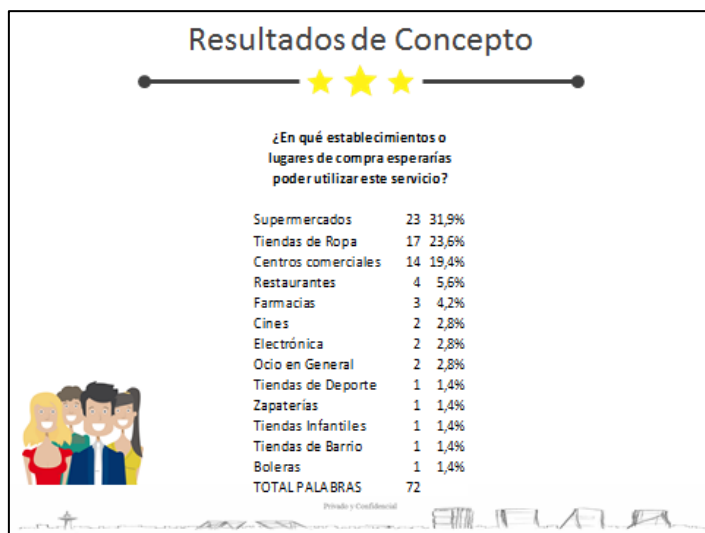 Resultados de Concepto
¿En qué establecimientos o
lugares de compra esperarías
poder utilizar este servicio?
Supermercados 23 31,9%
Tiendas de Ropa 17 23,6%
Centros comerciales 14 19,4%
Restaurantes 4 5,6%
Farmacias 3 4,2%
Cines 2 2,8%
Electrónica 2 2,8%
Ocio en General 2 2,8%
Tiendas de Deporte 1 1,4%
Zapaterías 1 1,4%
Tiendas Infantiles 1 1,4%
Tiendas de Barrio 1 1,4%
Boleras 1 1,4%
TOTAL PALABRAS 72
Privado y Confidencial